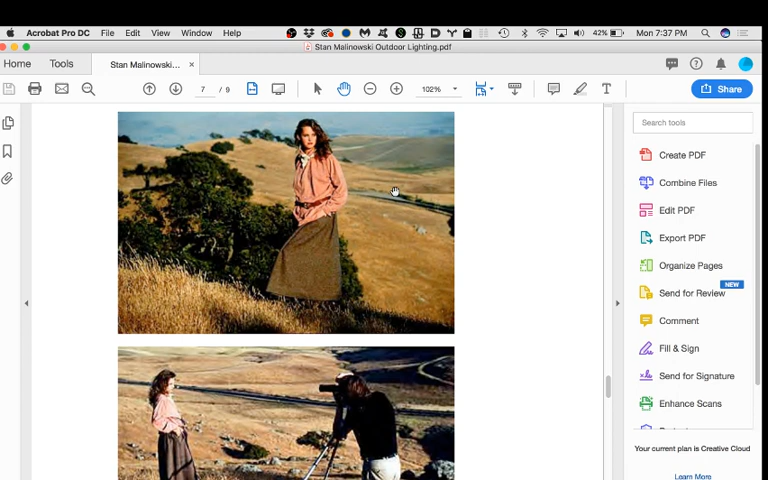 Acrobat Pro DC File Edit View Window Help 42% Mon 7:37 PM
Stan Malinowski Outdoor Lighting.pdf
Home Tools Stan Malinowski... ×
7 / 9 102% Share
Search tools
Create PDF
Combine Files
Edit PDF
Export PDF
Organize Pages
NEW
Send for Review
Comment
Fill & Sign
Send for Signature
Enhance Scans
Your current plan is Creative Cloud
Learn More